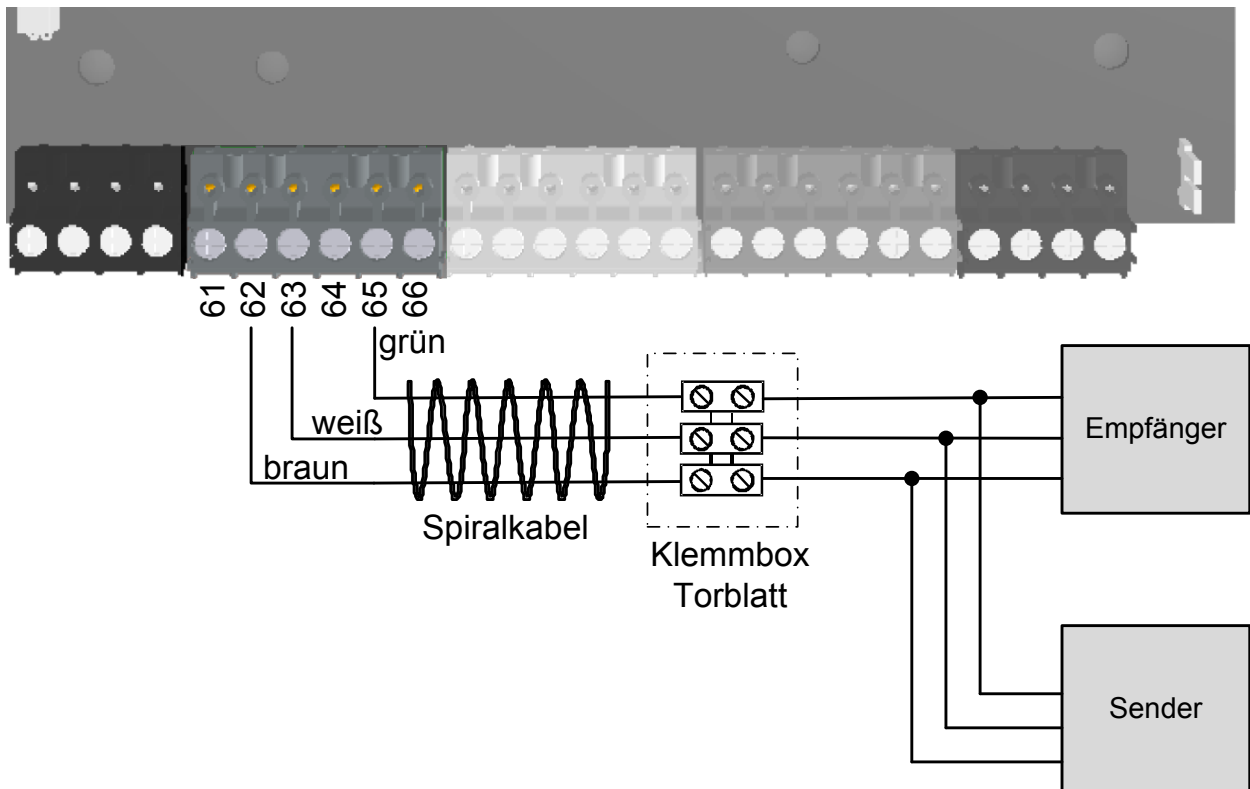 61
62
63
64
65
66
grün
weiß
braun
Spiralkabel
Klemmbox
Torblatt
Empfänger
Sender